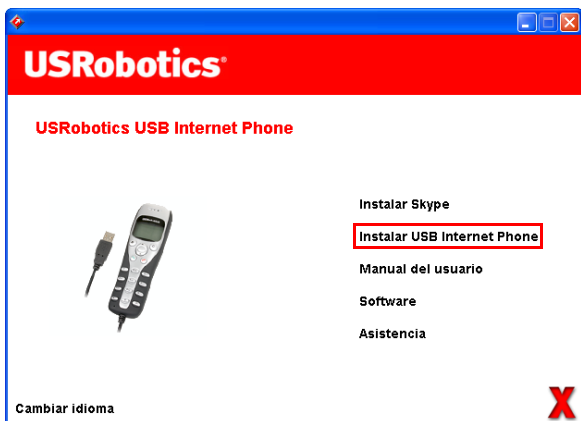 USRobotics®
USRobotics USB Internet Phone
Instalar Skype
Instalar USB Internet Phone
Manual del usuario
Software
Asistencia
Cambiar idioma
X